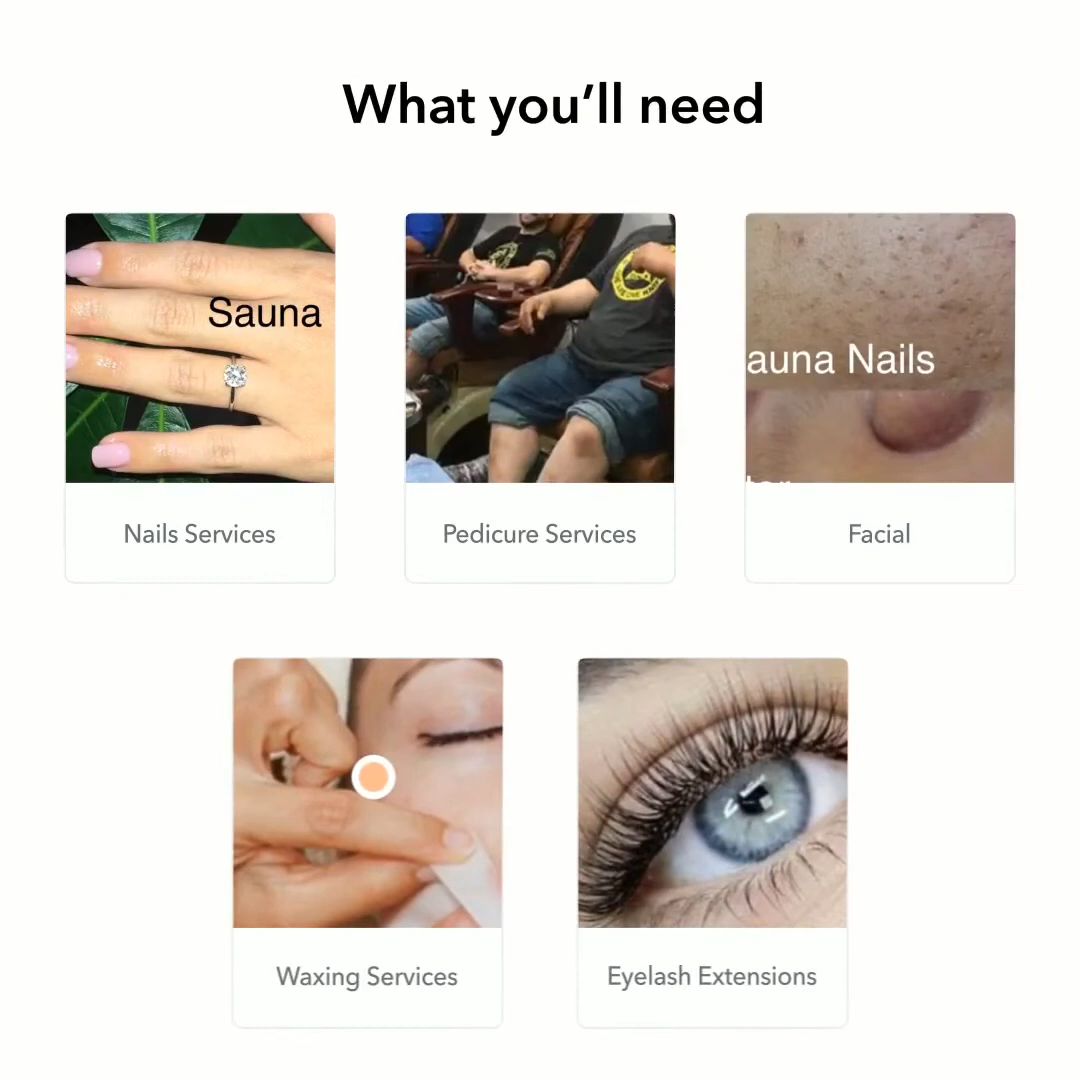 What you’ll need
Sauna
auna Nails
Nails Services
Pedicure Services
Facial
Waxing Services
Eyelash Extensions